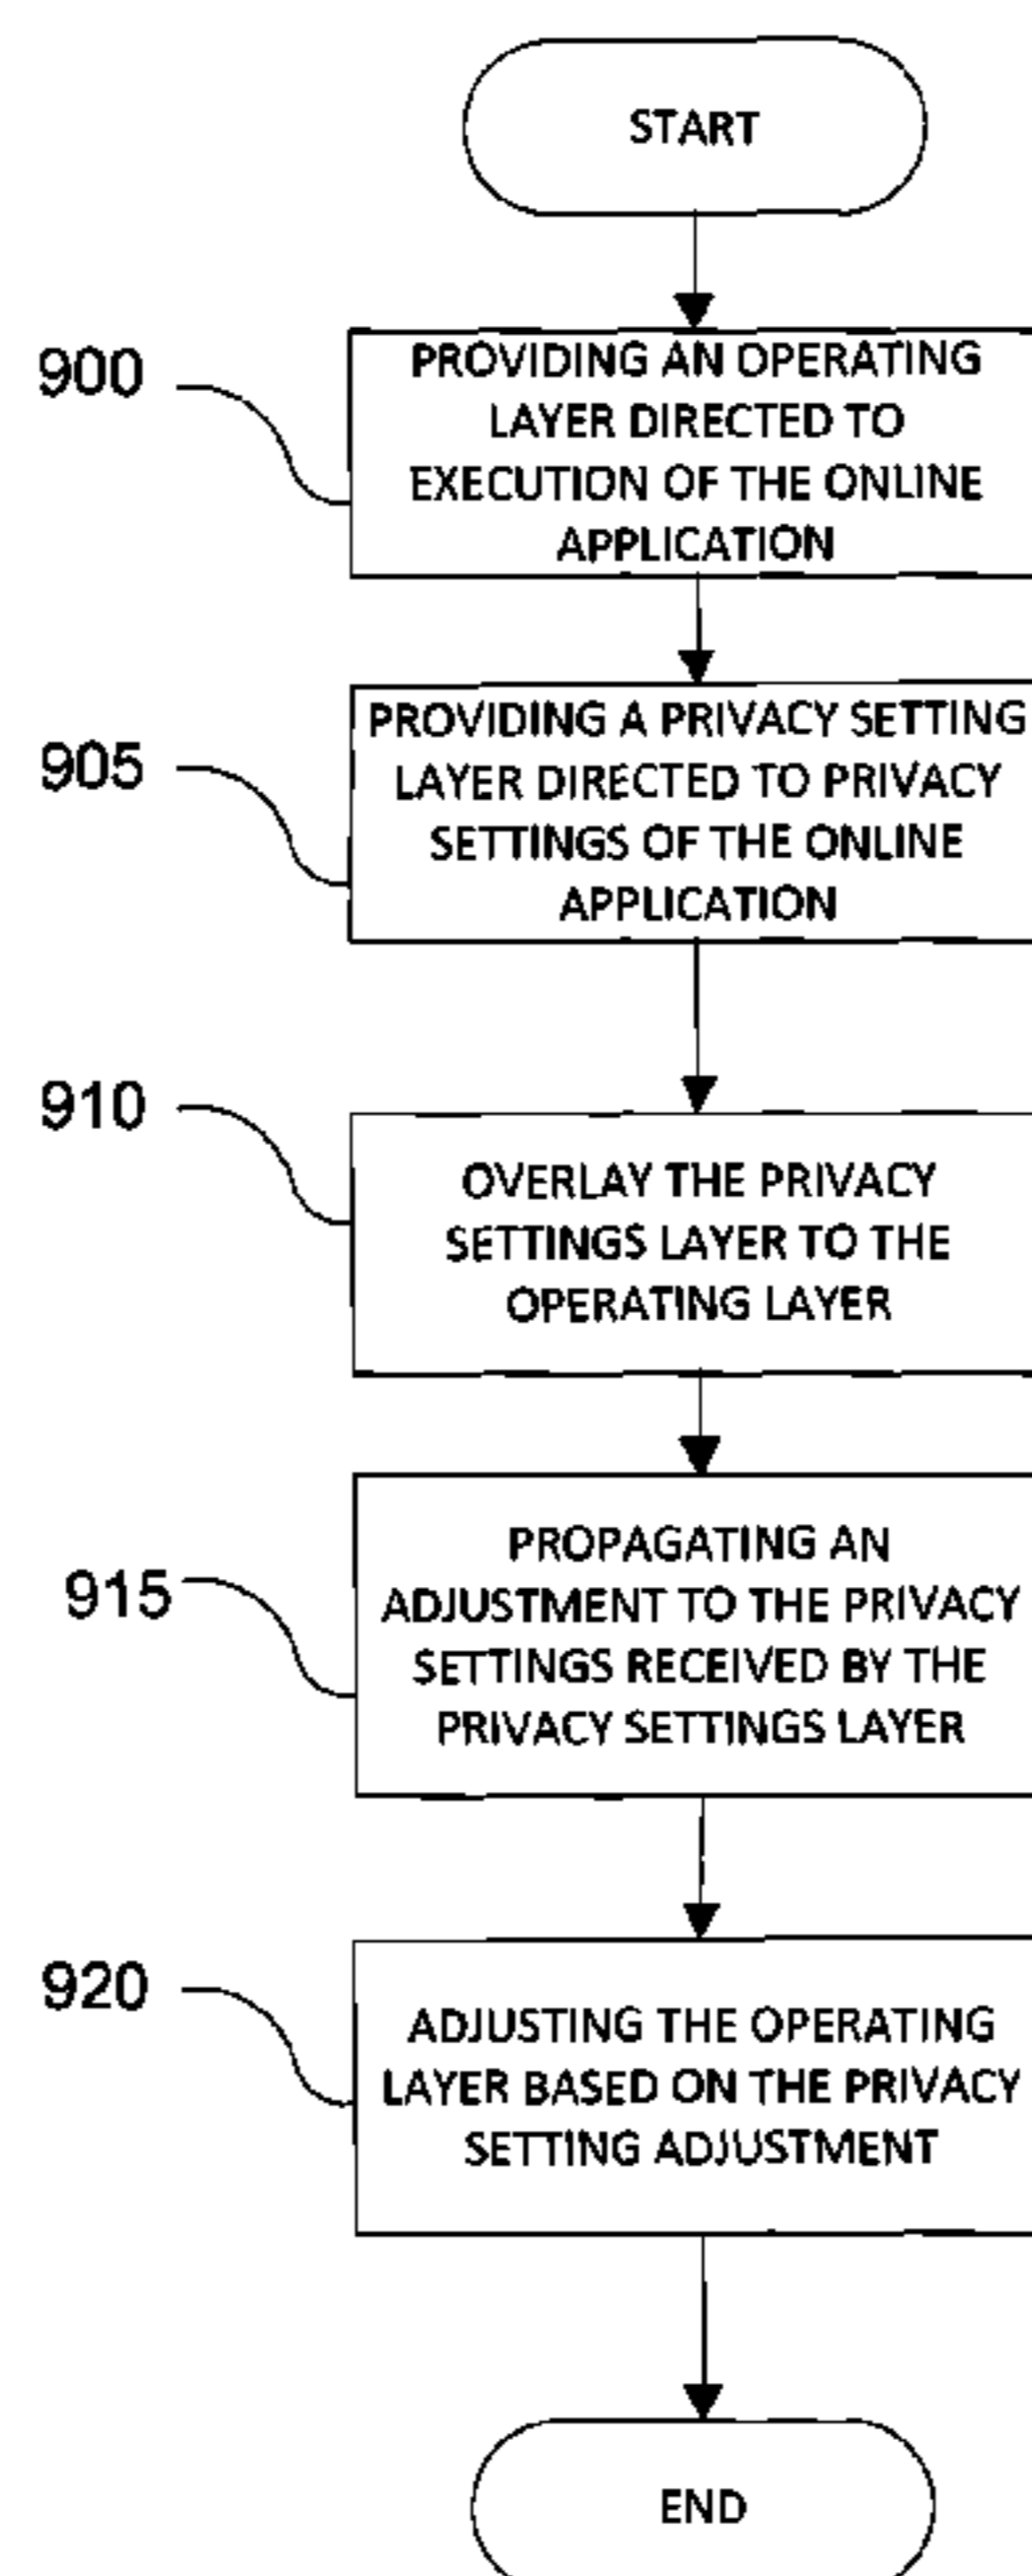 START
900
PROVIDING AN OPERATING
LAYER DIRECTED TO
EXECUTION OF THE ONLINE
APPLICATION
905
PROVIDING A PRIVACY SETTING
LAYER DIRECTED TO PRIVACY
SETTINGS OF THE ONLINE
APPLICATION
910
OVERLAY THE PRIVACY
SETTINGS LAYER TO THE
OPERATING LAYER
915
PROPAGATING AN
ADJUSTMENT TO THE PRIVACY
SETTINGS RECEIVED BY THE
PRIVACY SETTINGS LAYER
920
ADJUSTING THE OPERATING
LAYER BASED ON THE PRIVACY
SETTING ADJUSTMENT
END